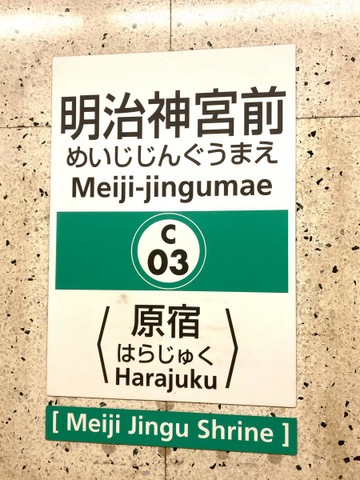 明治神宮前
めいじじんぐうまえ
Meiji-jingumae
C
03
〈原宿
はらじゅく
Harajuku〉
[ Meiji Jingu Shrine ]